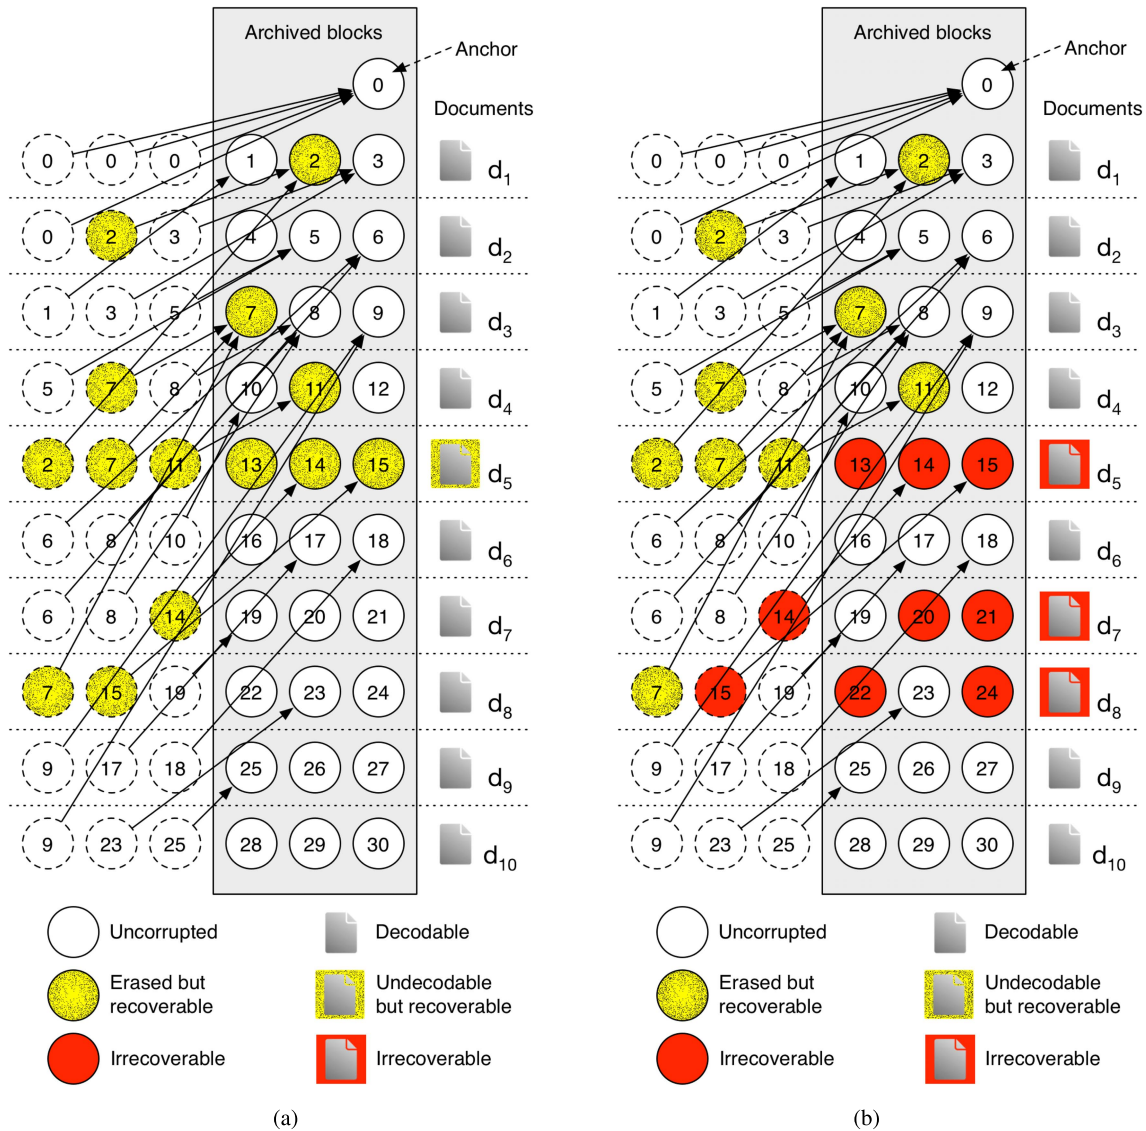 Archived blocks
Anchor
0
Documents
0 0 0 1 2 3 d1
0 2 3 4 5 6 d2
1 3 5 7 8 9 d3
5 7 8 10 11 12 d4
2 7 11 13 14 15 d5
6 8 10 16 17 18 d6
6 8 14 19 20 21 d7
7 15 19 22 23 24 d8
9 17 18 25 26 27 d9
9 23 25 28 29 30 d10
Uncorrupted Decodable
Erased but Undecodable
recoverable but recoverable
Irrecoverable Irrecoverable
(a)
Archived blocks
Anchor
0
Documents
0 0 0 1 2 3 d1
0 2 3 4 5 6 d2
1 3 5 7 8 9 d3
5 7 8 10 11 12 d4
2 7 11 13 14 15 d5
6 8 10 16 17 18 d6
6 8 14 19 20 21 d7
7 15 19 22 23 24 d8
9 17 18 25 26 27 d9
9 23 25 28 29 30 d10
Uncorrupted Decodable
Erased but Undecodable
recoverable but recoverable
Irrecoverable Irrecoverable
(b)